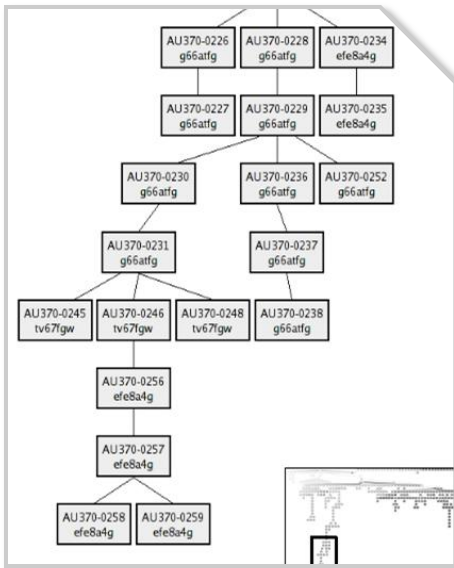 AU370-0226
g66atfg
AU370-0228
g66atfg
AU370-0234
efe8a4g
AU370-0227
g66atfg
AU370-0229
g66atfg
AU370-0235
efe8a4g
AU370-0230
g66atfg
AU370-0236
g66atfg
AU370-0252
g66atfg
AU370-0231
g66atfg
AU370-0237
g66atfg
AU370-0245
tv67fgw
AU370-0246
tv67fgw
AU370-0248
tv67fgw
AU370-0238
g66atfg
AU370-0256
efe8a4g
AU370-0257
efe8a4g
AU370-0258
efe8a4g
AU370-0259
efe8a4g